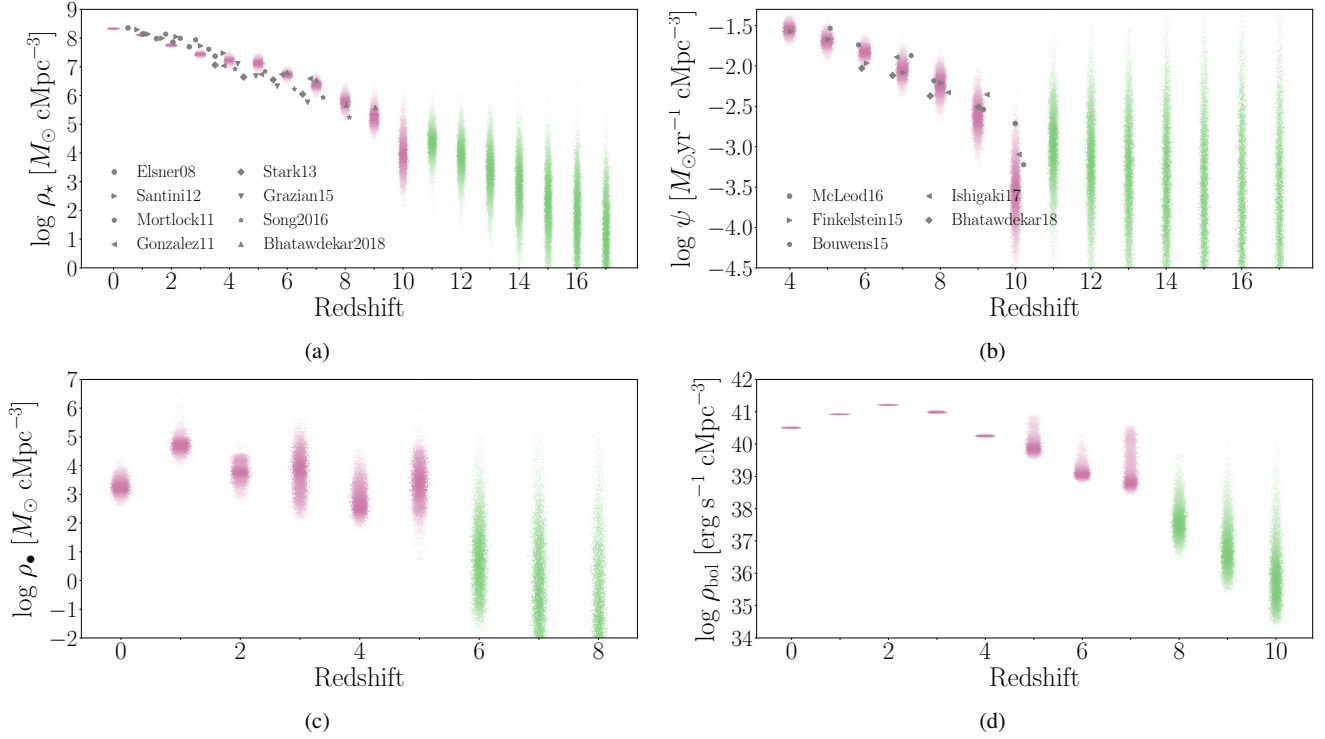 9
8
7
6
5
4
3
2
1
0
log ρ⋆ [M⊙ cMpc−3]
Elsner08
Santini12
Mortlock11
Gonzalez11
Stark13
Grazian15
Song2016
Bhatawdekar2018
0 2 4 6 8 10 12 14 16
Redshift
(a)
−1.5
−2.0
−2.5
−3.0
−3.5
−4.0
−4.5
log ψ [M⊙yr−1 cMpc−3]
McLeod16
Finkelstein15
Bouwens15
Ishigaki17
Bhatawdekar18
4 6 8 10 12 14 16
Redshift
(b)
7
6
5
4
3
2
1
0
−1
−2
log ρ• [M⊙ cMpc−3]
0 2 4 6 8
Redshift
(c)
42
41
40
39
38
37
36
35
34
log ρbol [erg s−1 cMpc−3]
0 2 4 6 8 10
Redshift
(d)